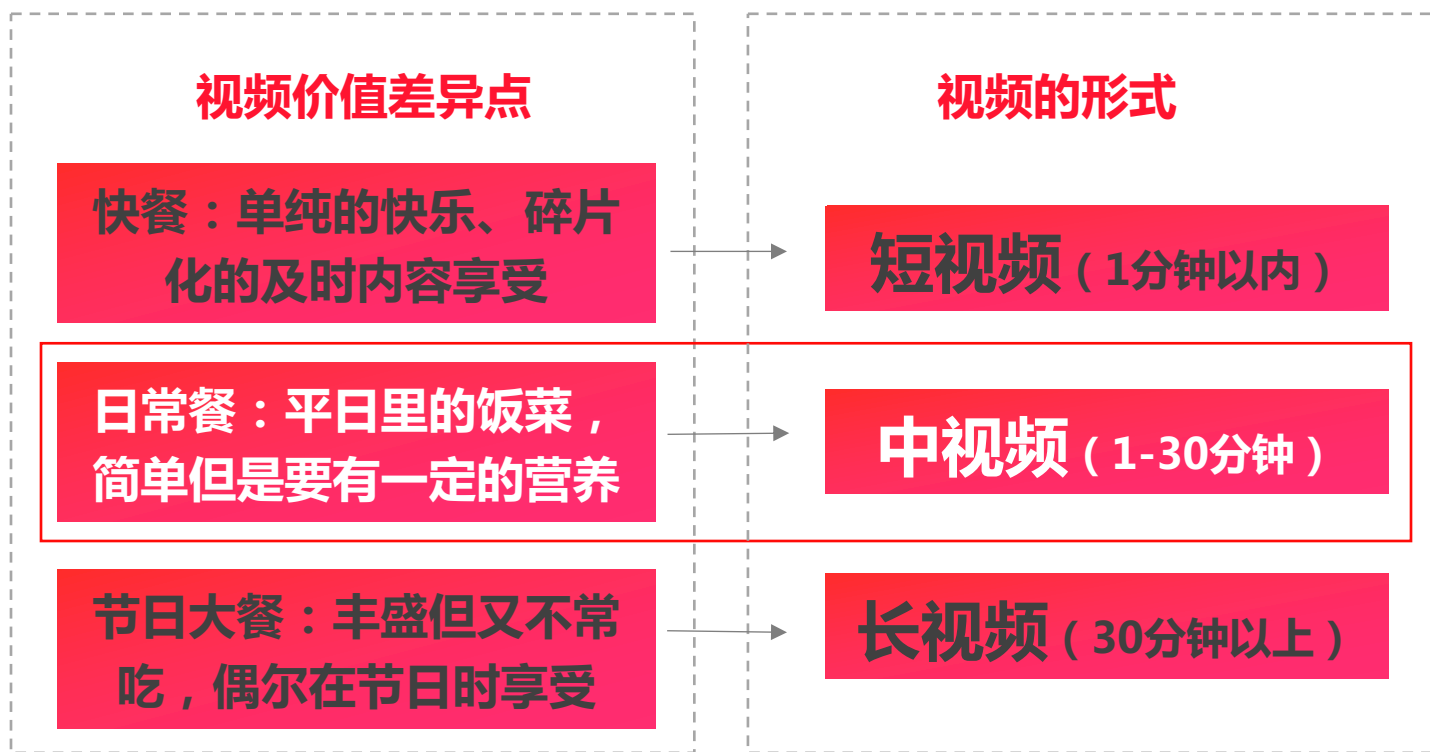 视频价值差异点
视频的形式
快餐：单纯的快乐、碎片
化的及时内容享受
短视频（1分钟以内）
日常餐：平日里的饭菜，
简单但是要有一定的营养
中视频（1-30分钟）
节日大餐：丰盛但又不常
吃，偶尔在节日时享受
长视频（30分钟以上）